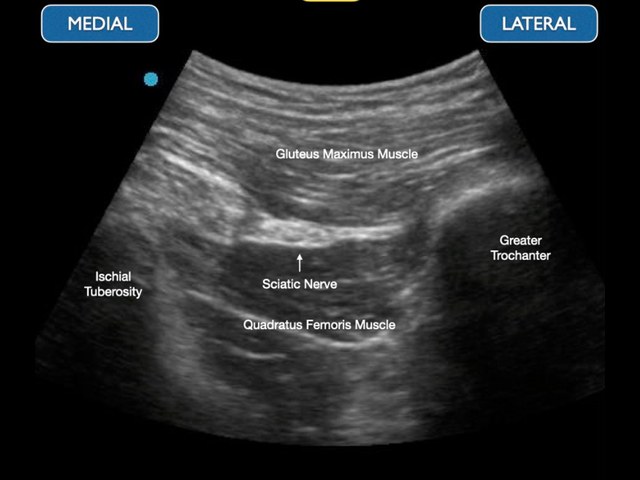 MEDIAL
LATERAL
Gluteus Maximus Muscle
Greater
Trochanter
Ischial
Tuberosity
Sciatic Nerve
Quadratus Femoris Muscle